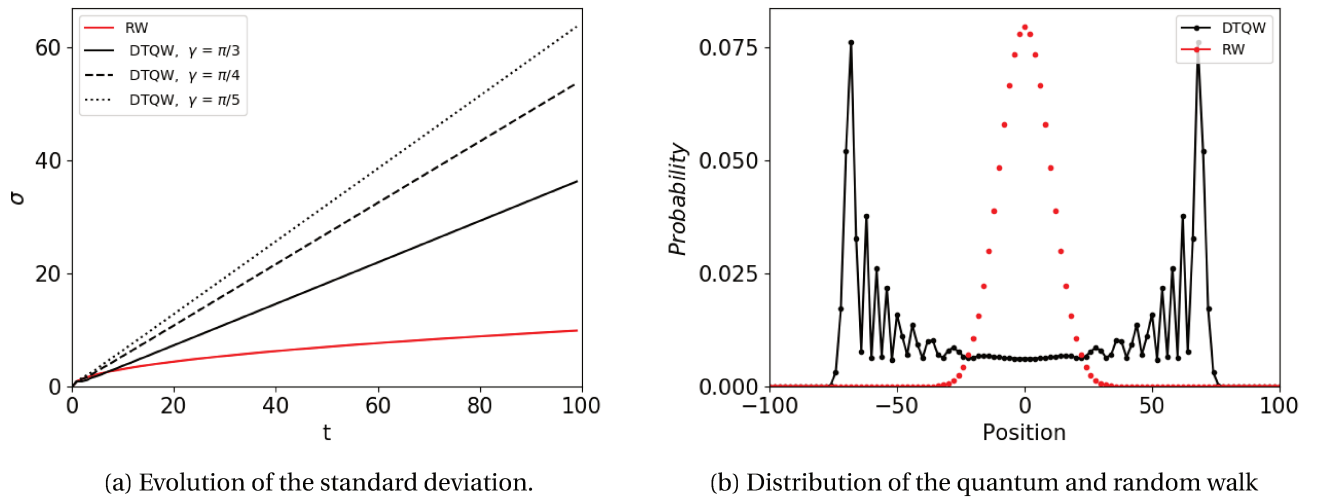 60
40
20
0
σ
0
20
40
60
80
100
t
RW
DTQW, γ = π/3
DTQW, γ = π/4
DTQW, γ = π/5
(a) Evolution of the standard deviation.
0.075
0.050
0.025
0.000
Probability
−100
−50
0
50
100
Position
DTQW
RW
(b) Distribution of the quantum and random walk